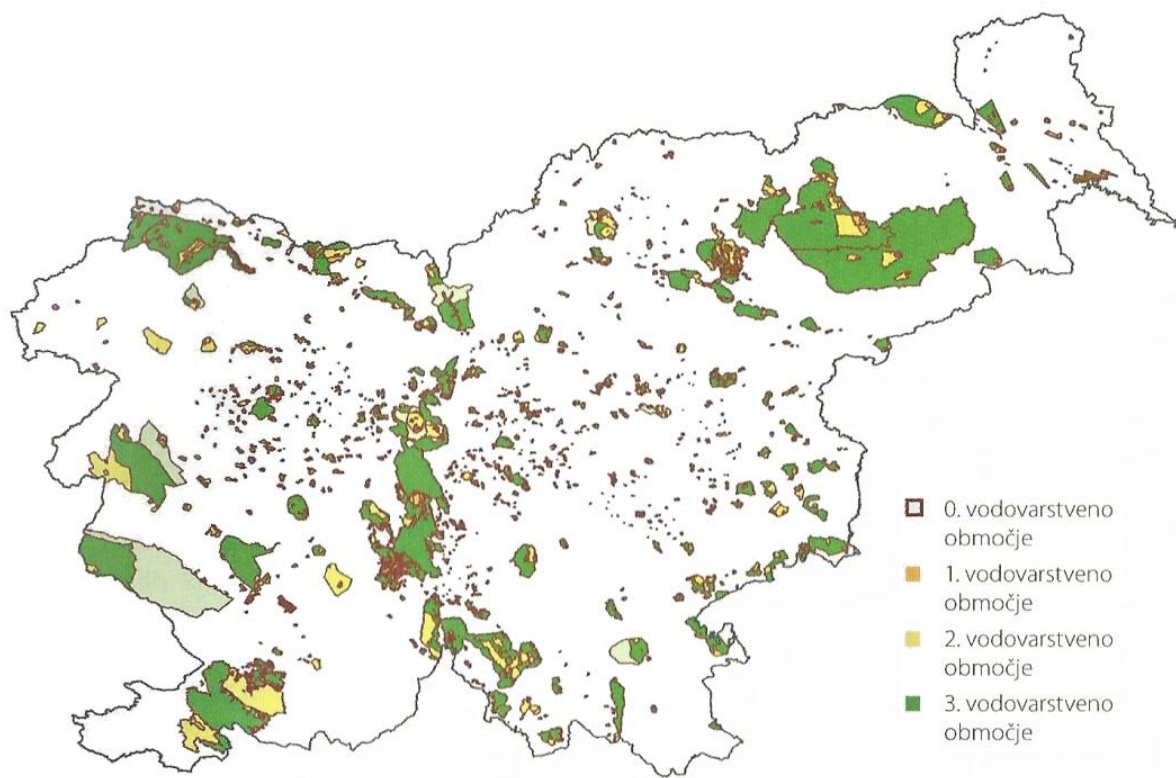 0. vodovarstveno
območje
1. vodovarstveno
območje
2. vodovarstveno
območje
3. vodovarstveno
območje